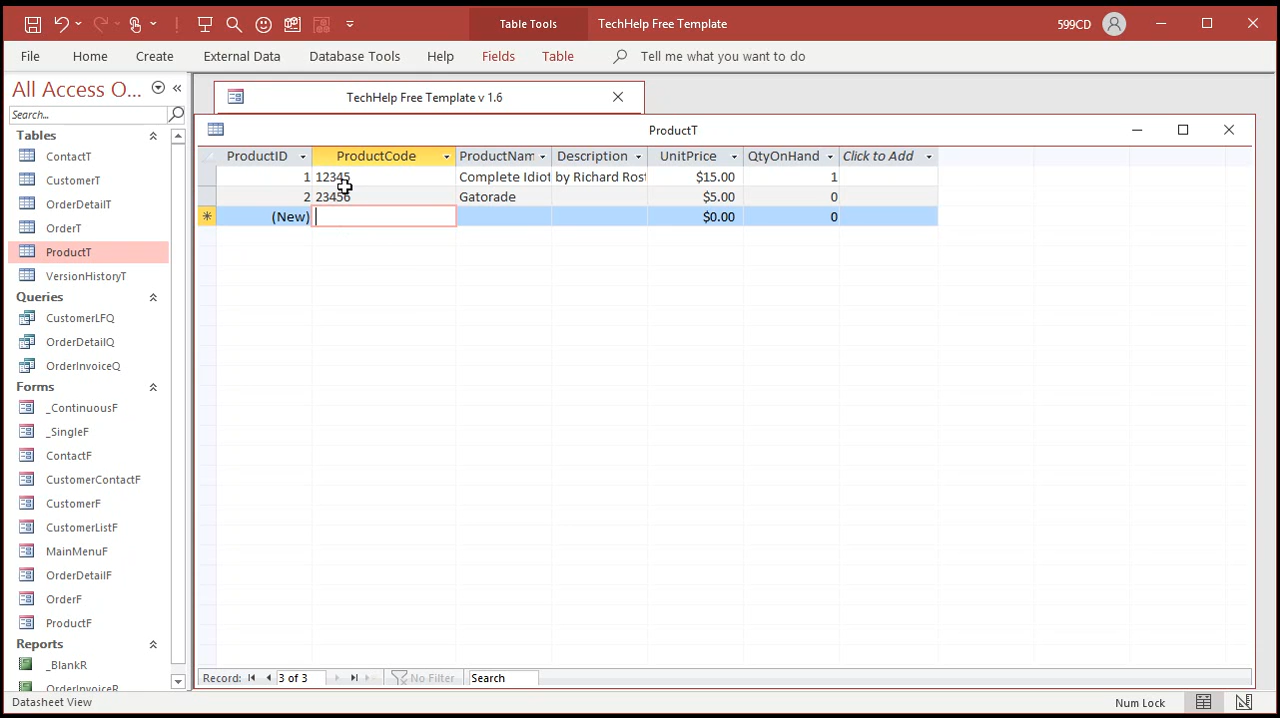 Table Tools
TechHelp Free Template
599CD
File
Home
Create
External Data
Database Tools
Help
Fields
Table
Tell me what you want to do
All Access O...
Search...
Tables
ContactT
CustomerT
OrderDetailT
OrderT
ProductT
VersionHistoryT
Queries
CustomerLFQ
OrderDetailQ
OrderInvoiceQ
Forms
_ContinuousF
_SingleF
ContactF
CustomerContactF
CustomerF
CustomerListF
MainMenuF
OrderDetailF
OrderF
ProductF
Reports
_BlankR
OrderInvoiceR
TechHelp Free Template v 1.6
ProductT
ProductID ProductCode ProductNam Description UnitPrice QtyOnHand Click to Add
1 12345 Complete Idiot by Richard Rost $15.00 1
2 23456 Gatorade $5.00 0
(New) $0.00 0
Record: 3 of 3 No Filter Search
Datasheet View
Num Lock